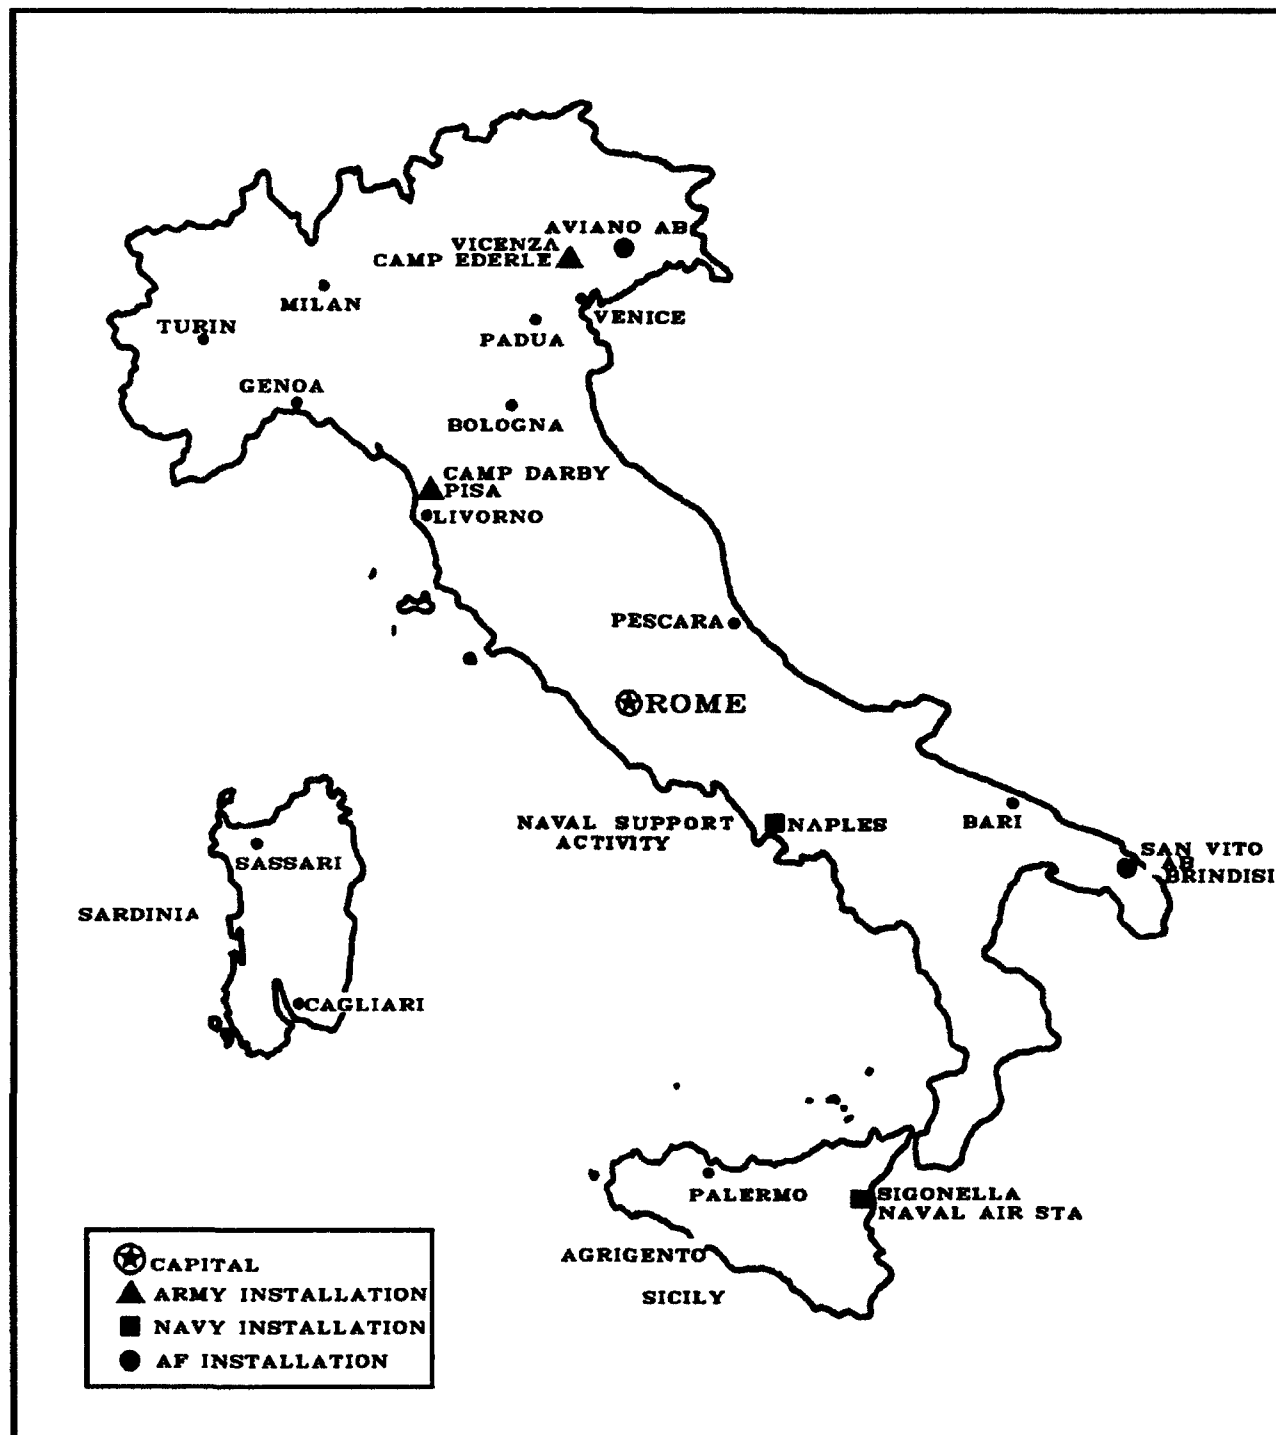 AVIANO AB
VICENZA
CAMP EDERLE
MILAN
VENICE
TURIN
PADUA
GENOA
BOLOGNA
CAMP DARBY
PISA
LIVORNO
PESCARA
ROME
NAVAL SUPPORT
ACTIVITY
NAPLES
BARI
SAN VITO
AB
BRINDISI
SASSARI
SARDINIA
CAGLIARI
PALERMO
SIGONELLA
NAVAL AIR STA
AGRIGENTO
SICILY
CAPITAL
ARMY INSTALLATION
NAVY INSTALLATION
AF INSTALLATION